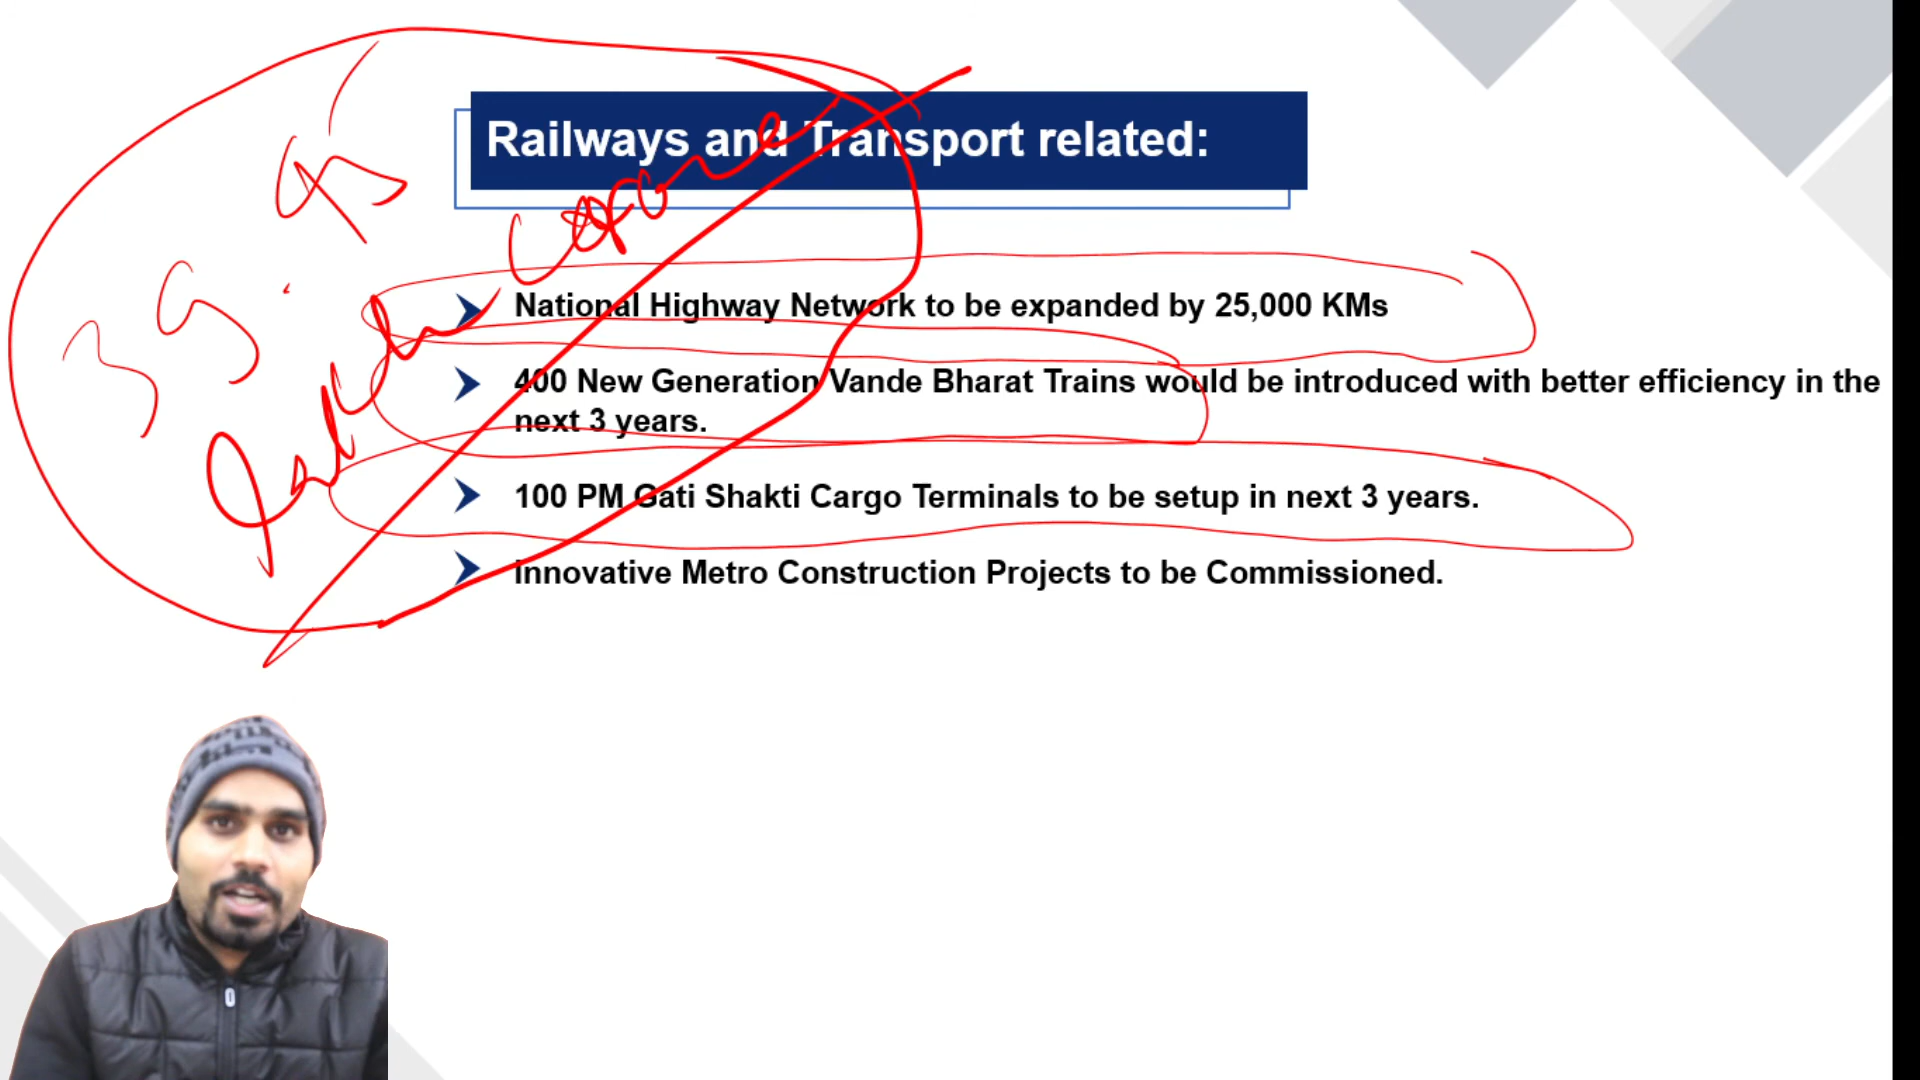 Railways and Transport related:
National Highway Network to be expanded by 25,000 KMs
400 New Generation Vande Bharat Trains would be introduced with better efficiency in the
next 3 years.
100 PM Gati Shakti Cargo Terminals to be setup in next 3 years.
Innovative Metro Construction Projects to be Commissioned.
39.45